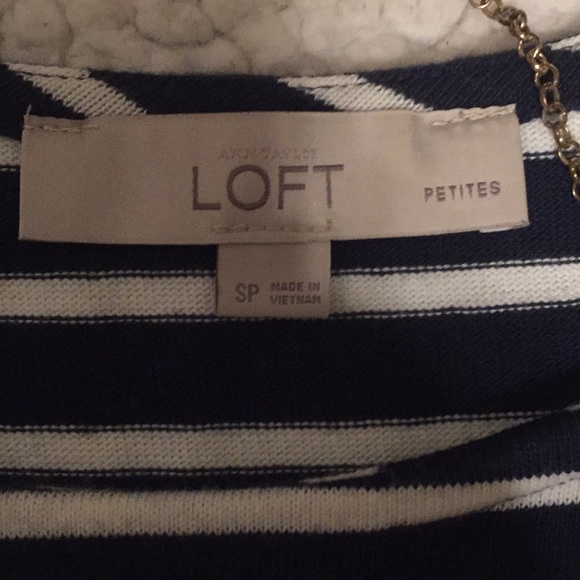 ANN TAYLOR
LOFT
PETITES
SP
MADE IN
VIETNAM